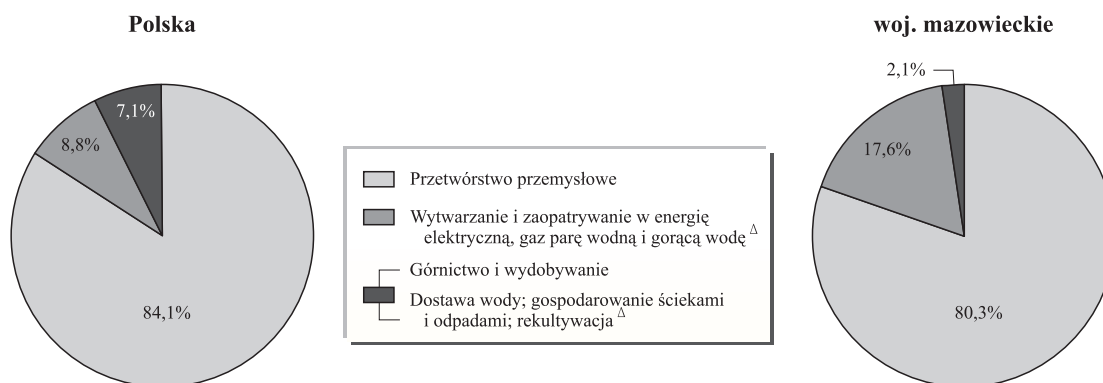 Polska
woj. mazowieckie
7,1%
8,8%
84,1%
Przetwórstwo przemysłowe
Wytwarzanie i zaopatrywanie w energię
elektryczną, gaz parę wodną i gorącą wodę Δ
Górnictwo i wydobywanie
Dostawa wody; gospodarowanie ściekami
i odpadami; rekultywacja Δ
2,1%
17,6%
80,3%